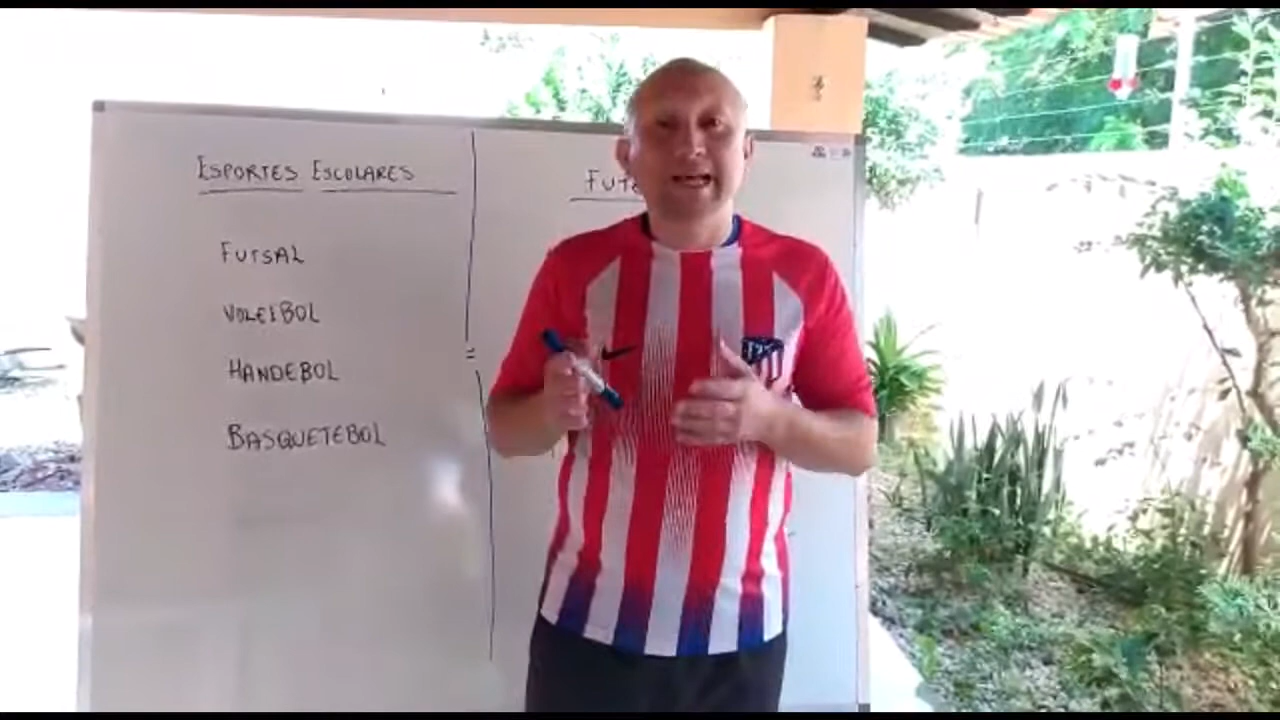 ESPORTES ESCOLARES
FUTSAL
VOLEIBOL
HANDEBOL
BASQUETEBOL